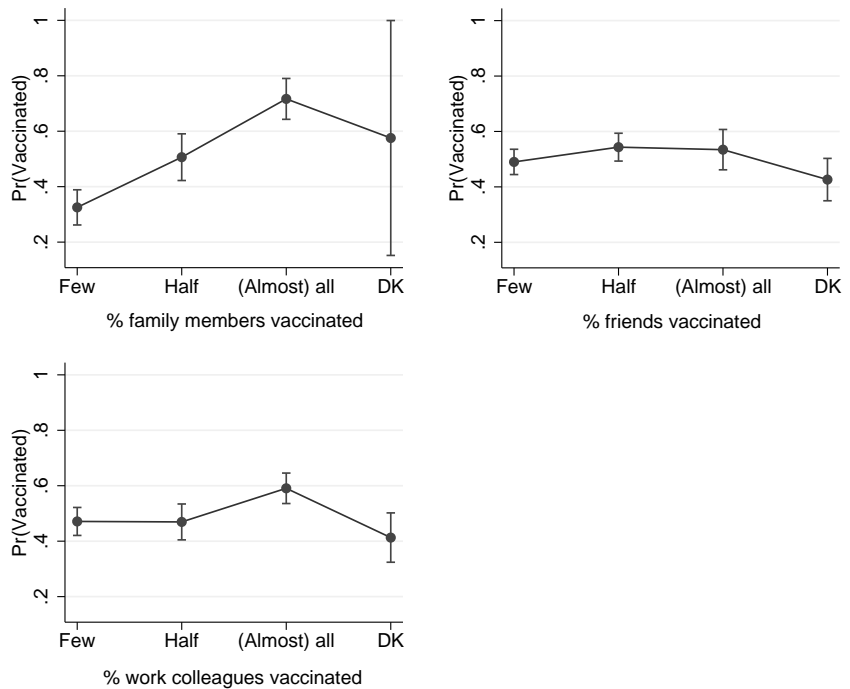 Pr(Vaccinated)
1
.8
.6
.4
.2
Few Half (Almost) all DK
% family members vaccinated
Pr(Vaccinated)
1
.8
.6
.4
.2
Few Half (Almost) all DK
% friends vaccinated
Pr(Vaccinated)
1
.8
.6
.4
.2
Few Half (Almost) all DK
% work colleagues vaccinated